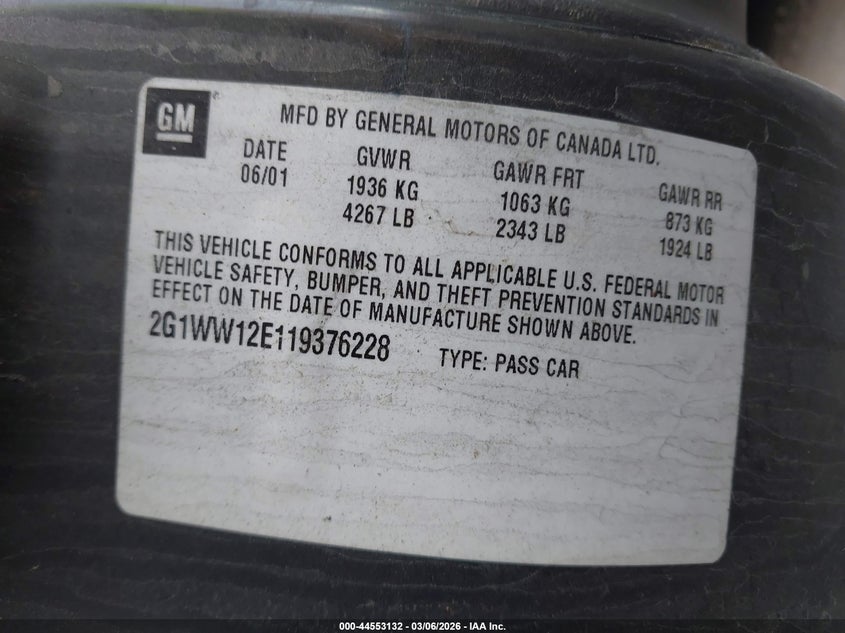 GM
MFD BY GENERAL MOTORS OF CANADA LTD.
DATE GVWR GAWR FRT GAWR RR
06/01 1936 KG 1063 KG 873 KG
4267 LB 2343 LB 1924 LB
THIS VEHICLE CONFORMS TO ALL APPLICABLE U.S. FEDERAL MOTOR
VEHICLE SAFETY, BUMPER, AND THEFT PREVENTION STANDARDS IN
EFFECT ON THE DATE OF MANUFACTURE SHOWN ABOVE.
2G1WW12E119376228 TYPE: PASS CAR
000-44553132 - 03/06/2026 - IAA Inc.